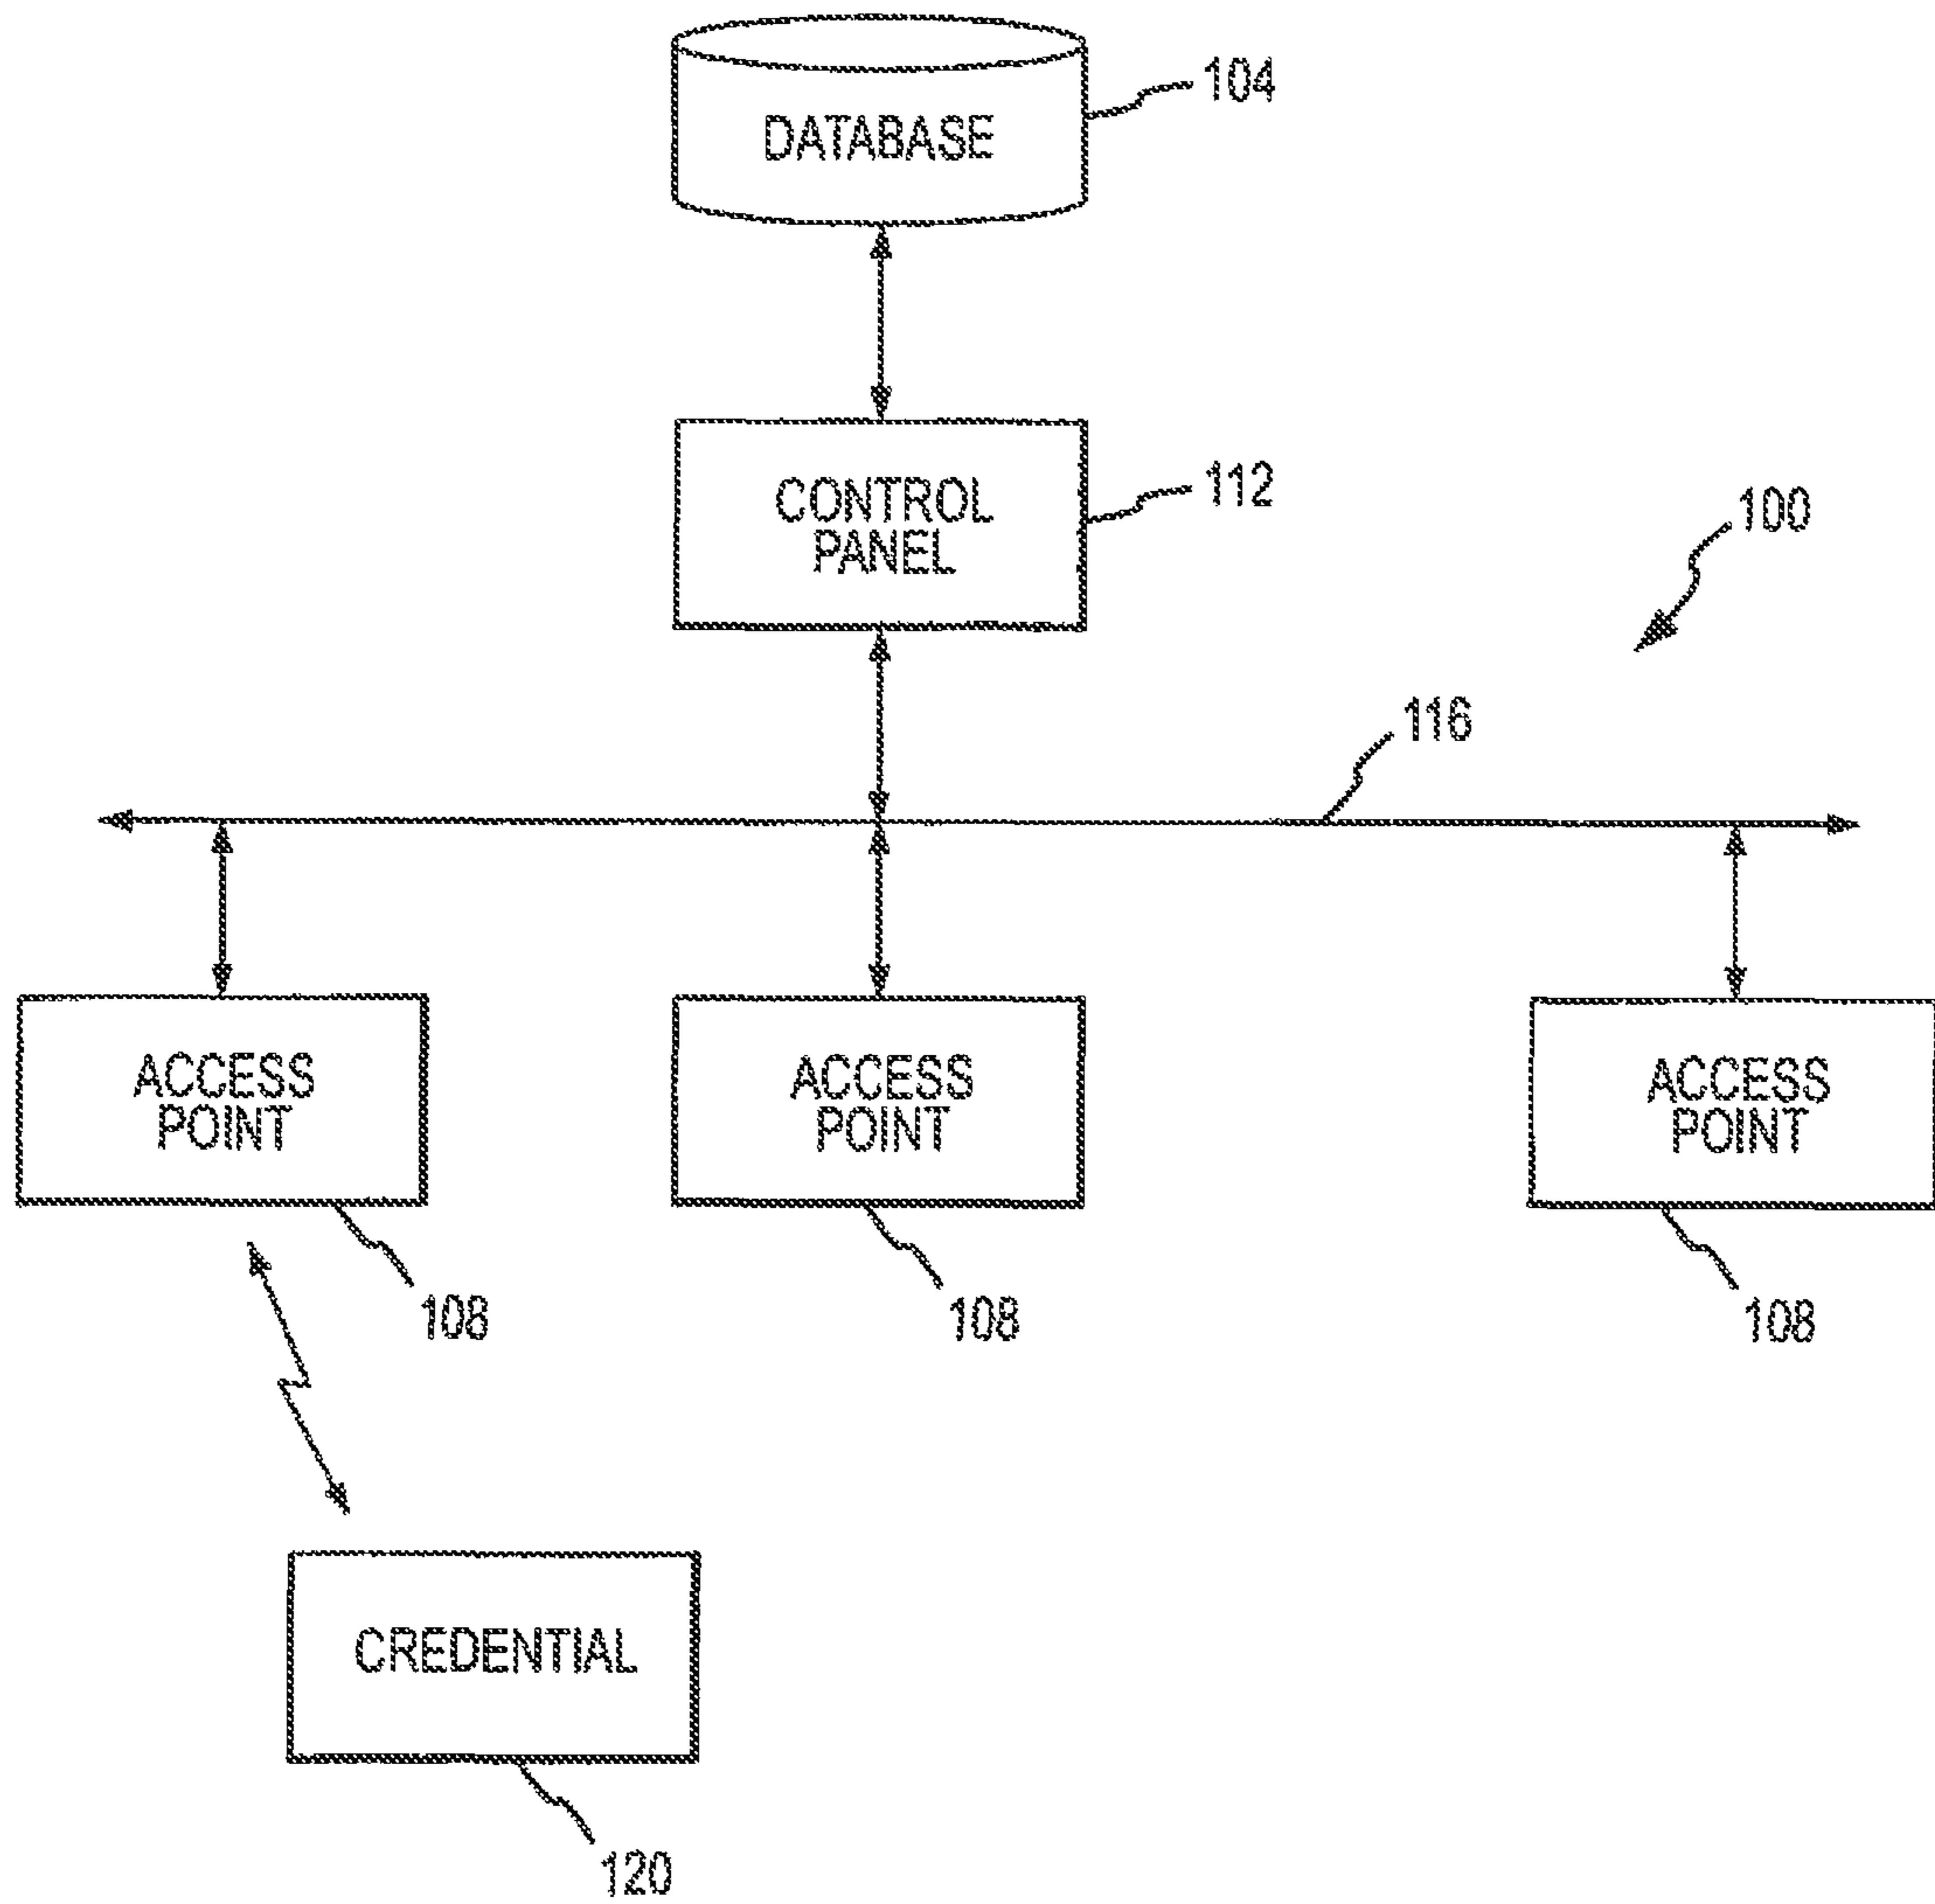 DATABASE
104
CONTROL
PANEL
112
100
116
ACCESS
POINT
ACCESS
POINT
ACCESS
POINT
108
108
108
CREDENTIAL
120